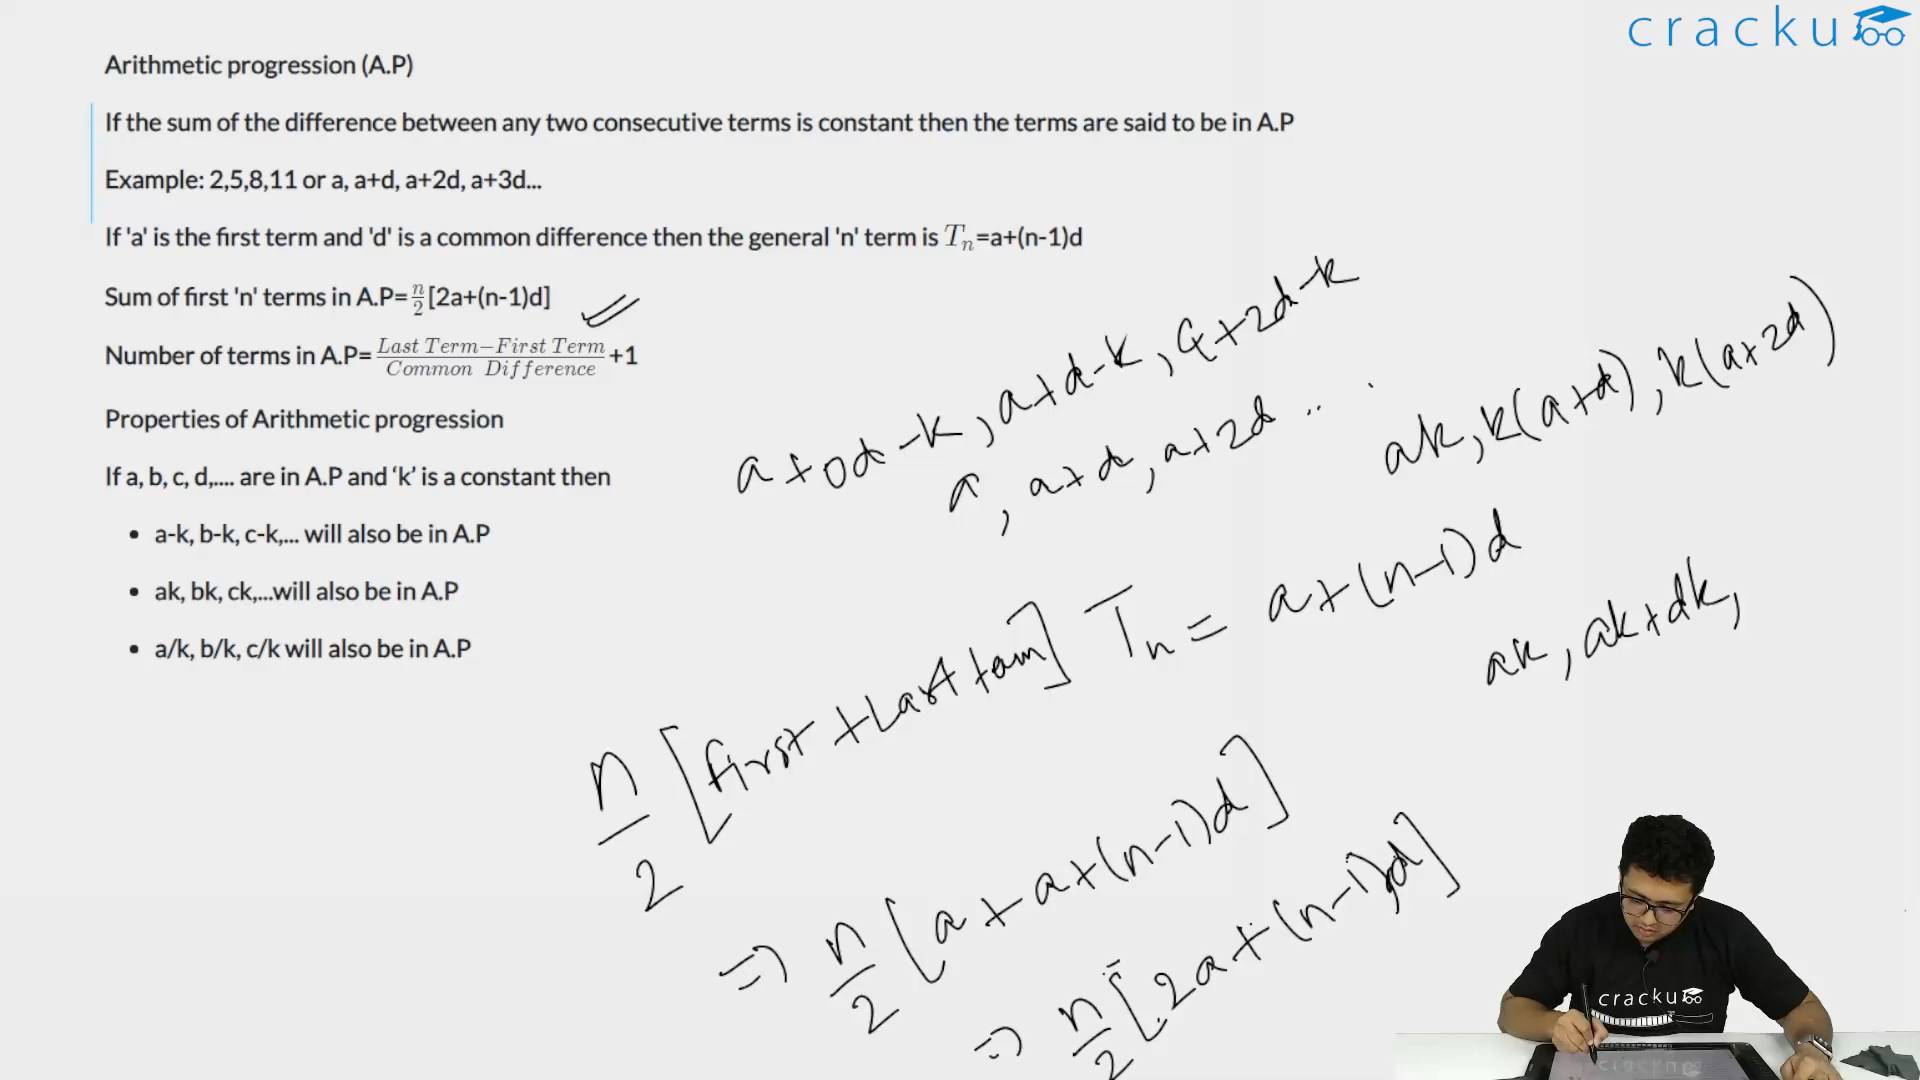 cracku
Arithmetic progression (A.P)
If the sum of the difference between any two consecutive terms is constant then the terms are said to be in A.P
Example: 2,5,8,11 or a, a+d, a+2d, a+3d...
If 'a' is the first term and 'd' is a common difference then the general 'n' term is Tₙ=a+(n-1)d
Sum of first 'n' terms in A.P=n/2[2a+(n-1)d]
Number of terms in A.P=(Last Term−First Term)/(Common Difference)+1
Properties of Arithmetic progression
If a, b, c, d,.... are in A.P and ‘k’ is a constant then
• a-k, b-k, c-k,... will also be in A.P
• ak, bk, ck,...will also be in A.P
• a/k, b/k, c/k will also be in A.P
a+0d-k, a+d-k, a+2d-k
a, a+d, a+2d ...
ak, k(a+d), k(a+2d)
Tₙ = a+(n-1)d
ak, ak+dk,
n/2 [first + Last term]
=) n/2 [a+a+(n-1)d]
=) n/2 [2a+(n-1)d]
cracku